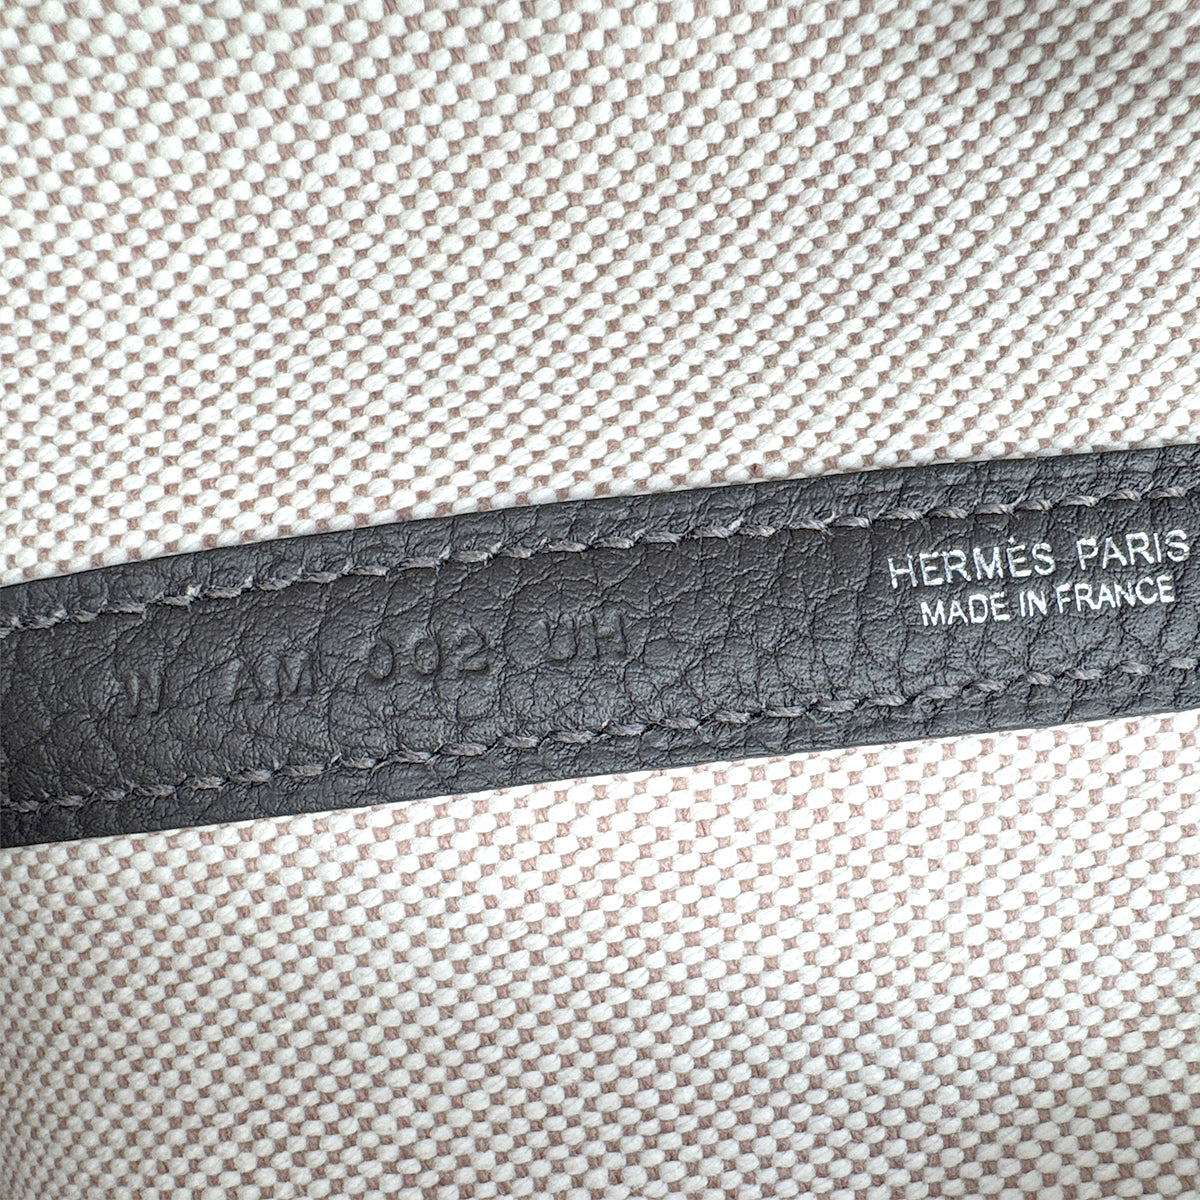 HERMÈS PARIS
MADE IN FRANCE
W AM 002 UH